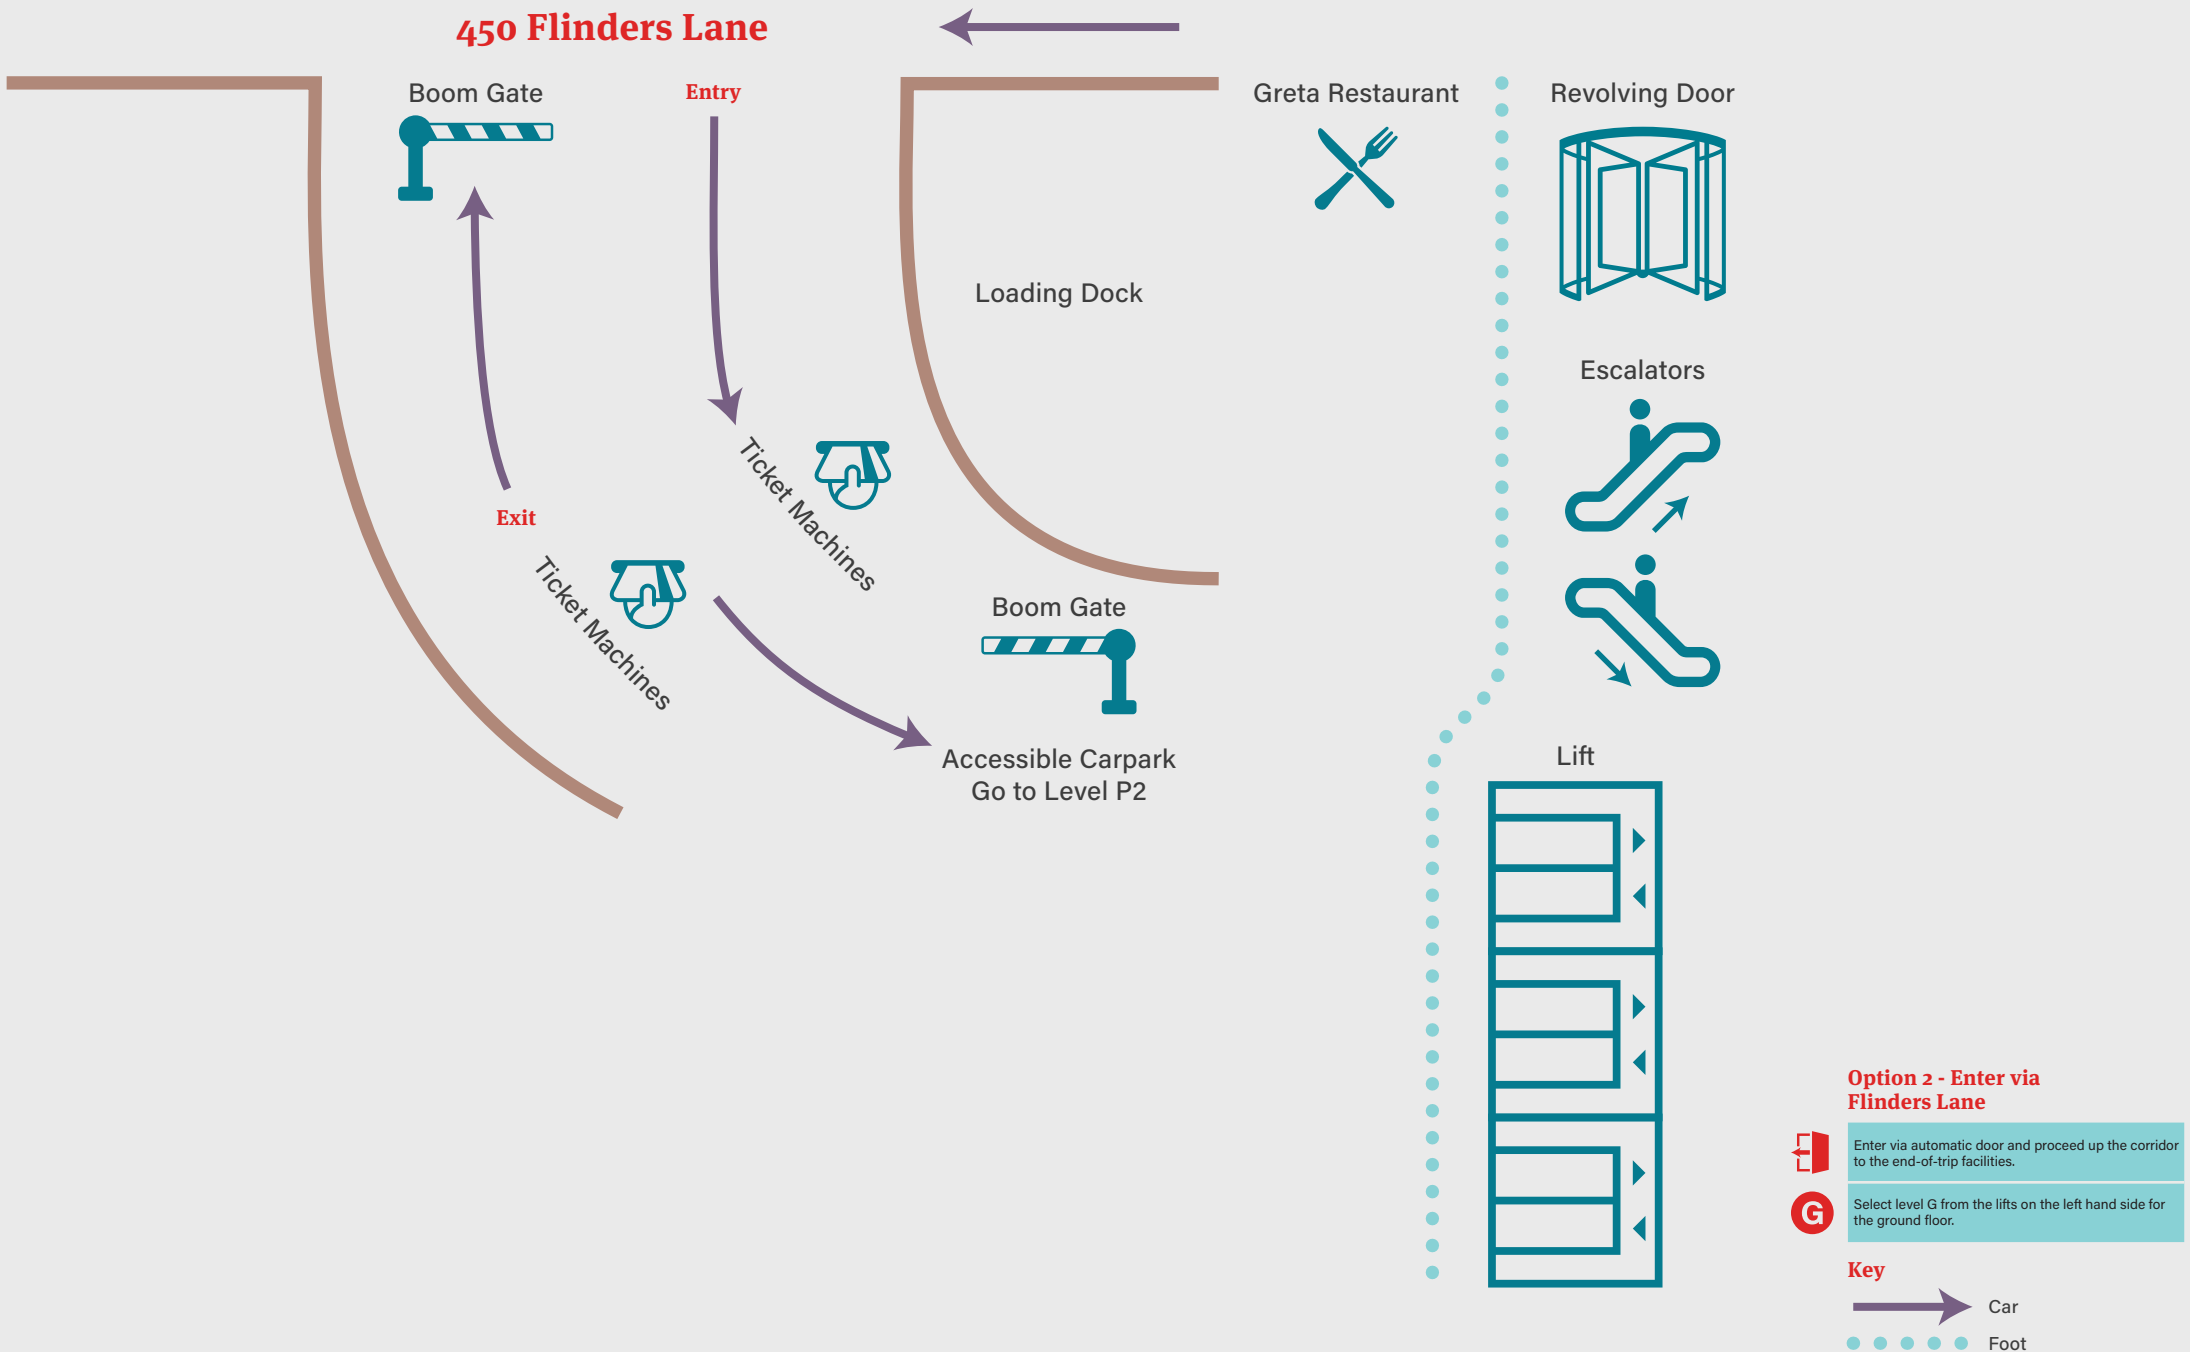 450 Flinders Lane
Boom Gate
Entry
Greta Restaurant
Revolving Door
Loading Dock
Escalators
Ticket Machines
Exit
Ticket Machines
Boom Gate
Accessible Carpark
Go to Level P2
Lift
Option 2 - Enter via
Flinders Lane
Enter via automatic door and proceed up the corridor
to the end-of-trip facilities.
G
Select level G from the lifts on the left hand side for
the ground floor.
Key
Car
Foot